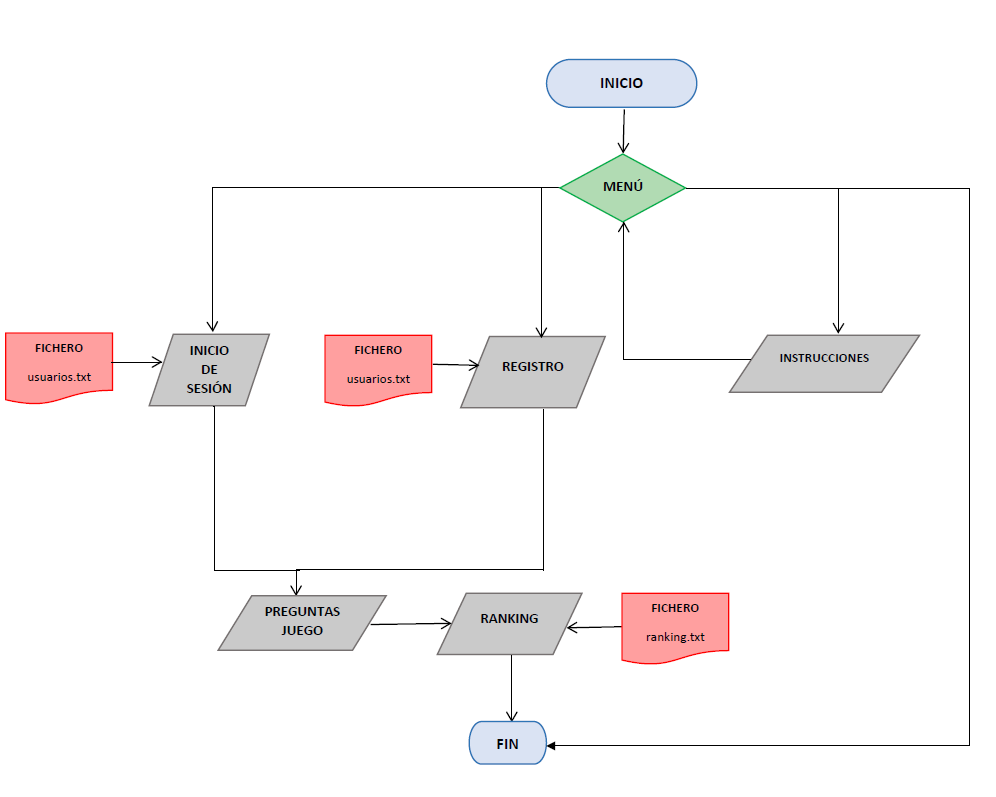 INICIO
MENÚ
FICHERO
usuarios.txt
INICIO
DE
SESIÓN
FICHERO
usuarios.txt
REGISTRO
INSTRUCCIONES
PREGUNTAS
JUEGO
RANKING
FICHERO
ranking.txt
FIN